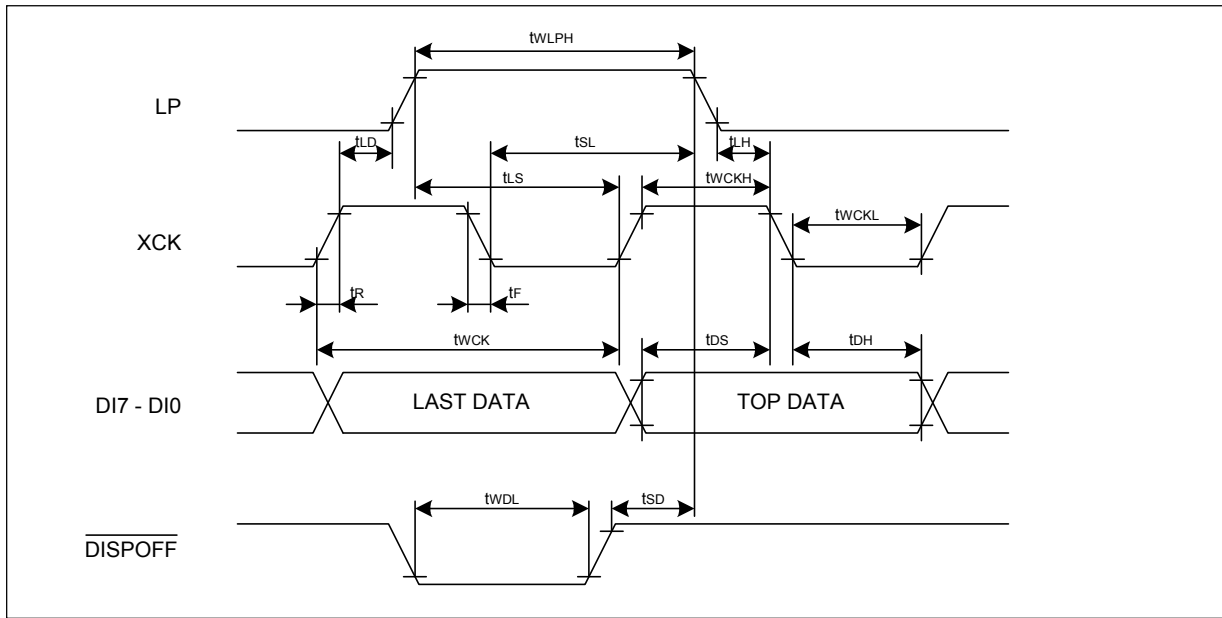 tWLPH
LP
tLD
tSL
tLH
tLS
tWCKH
tWCKL
XCK
tR
tF
tWCK
tDS
tDH
DI7 - DI0
LAST DATA
TOP DATA
tWDL
tSD
DISPOFF